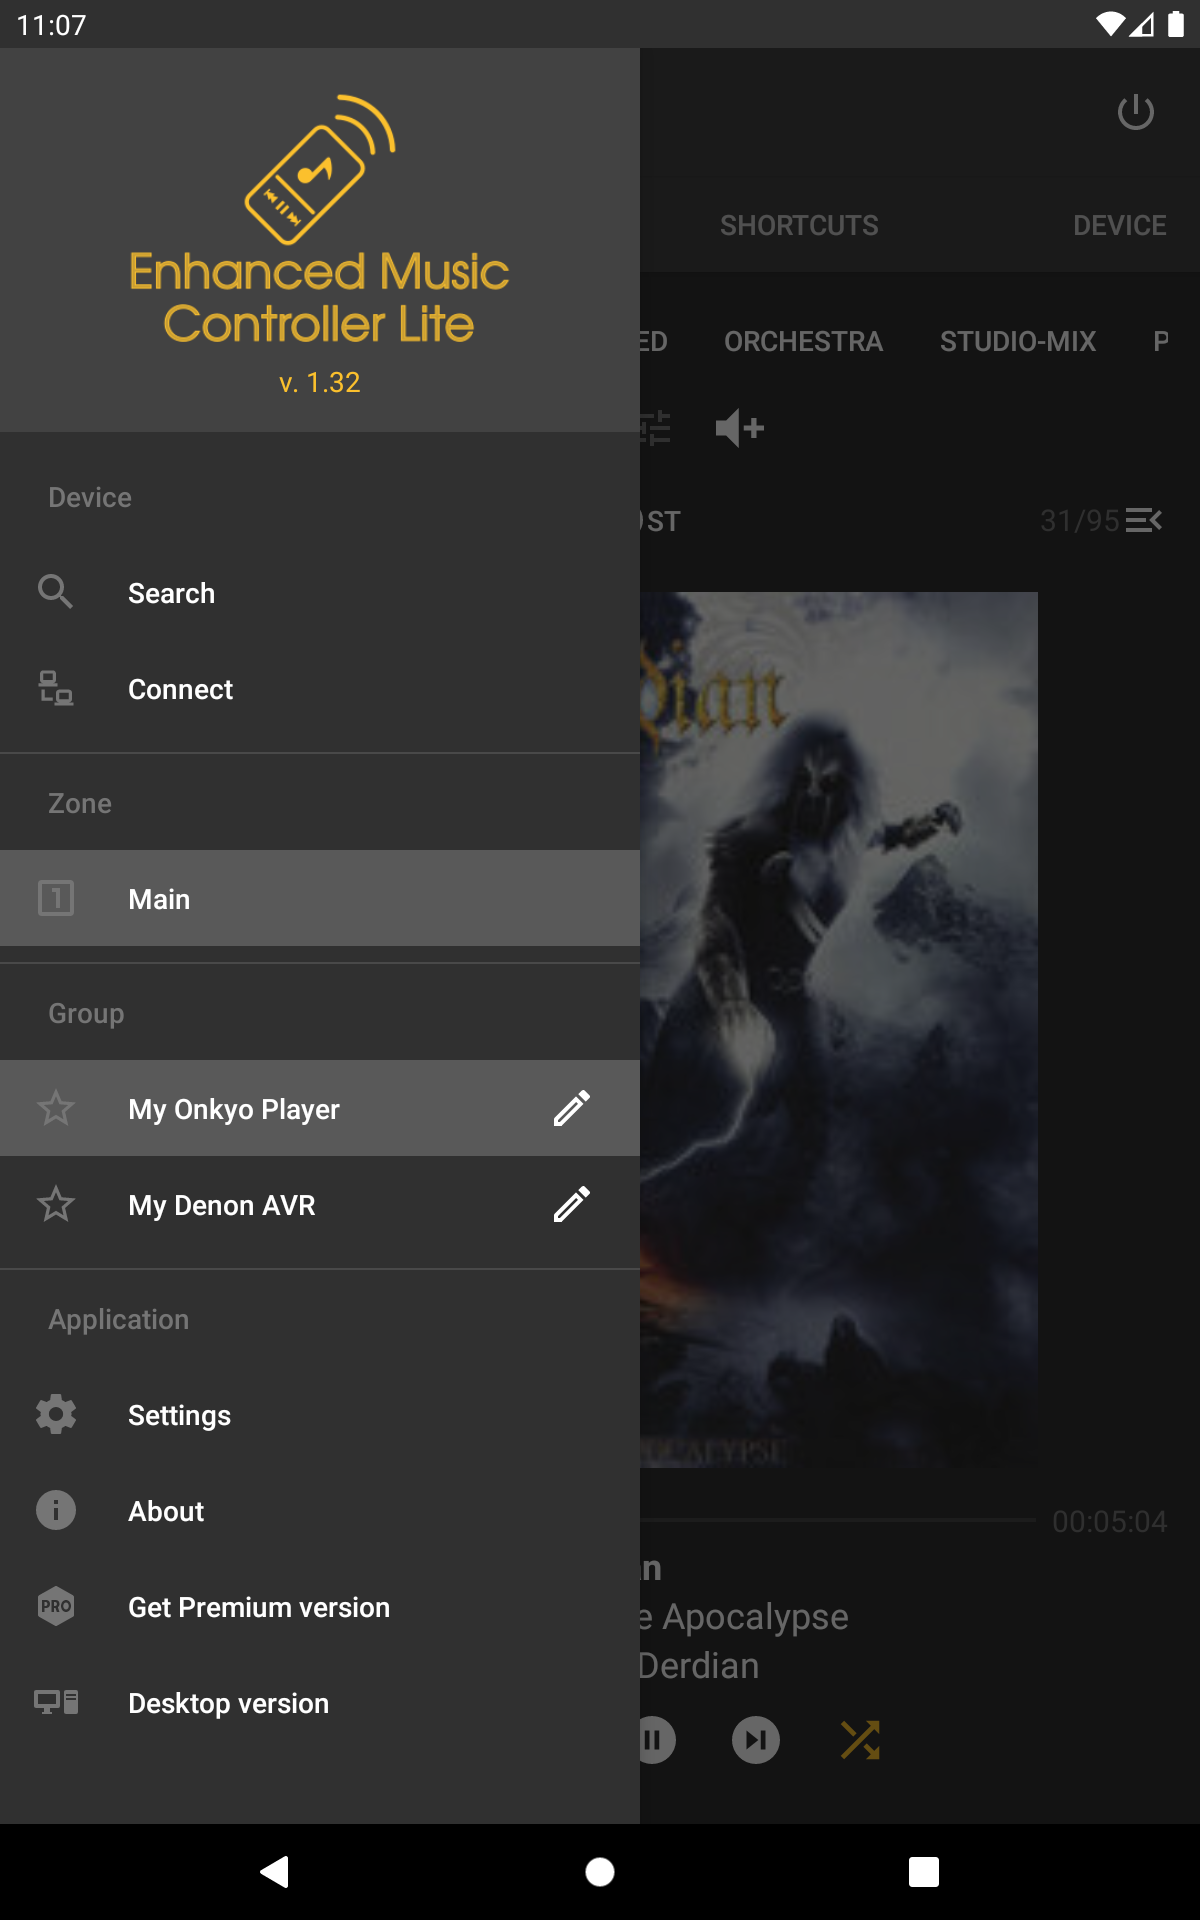 11:07
Enhanced Music
Controller Lite
v. 1.32
SHORTCUTS DEVICE
ORCHESTRA STUDIO-MIX
31/95
Device
Search
Connect
Zone
1 Main
Group
My Onkyo Player
My Denon AVR
Application
Settings
About
PRO Get Premium version
Desktop version
00:05:04
Apocalypse
Derdian